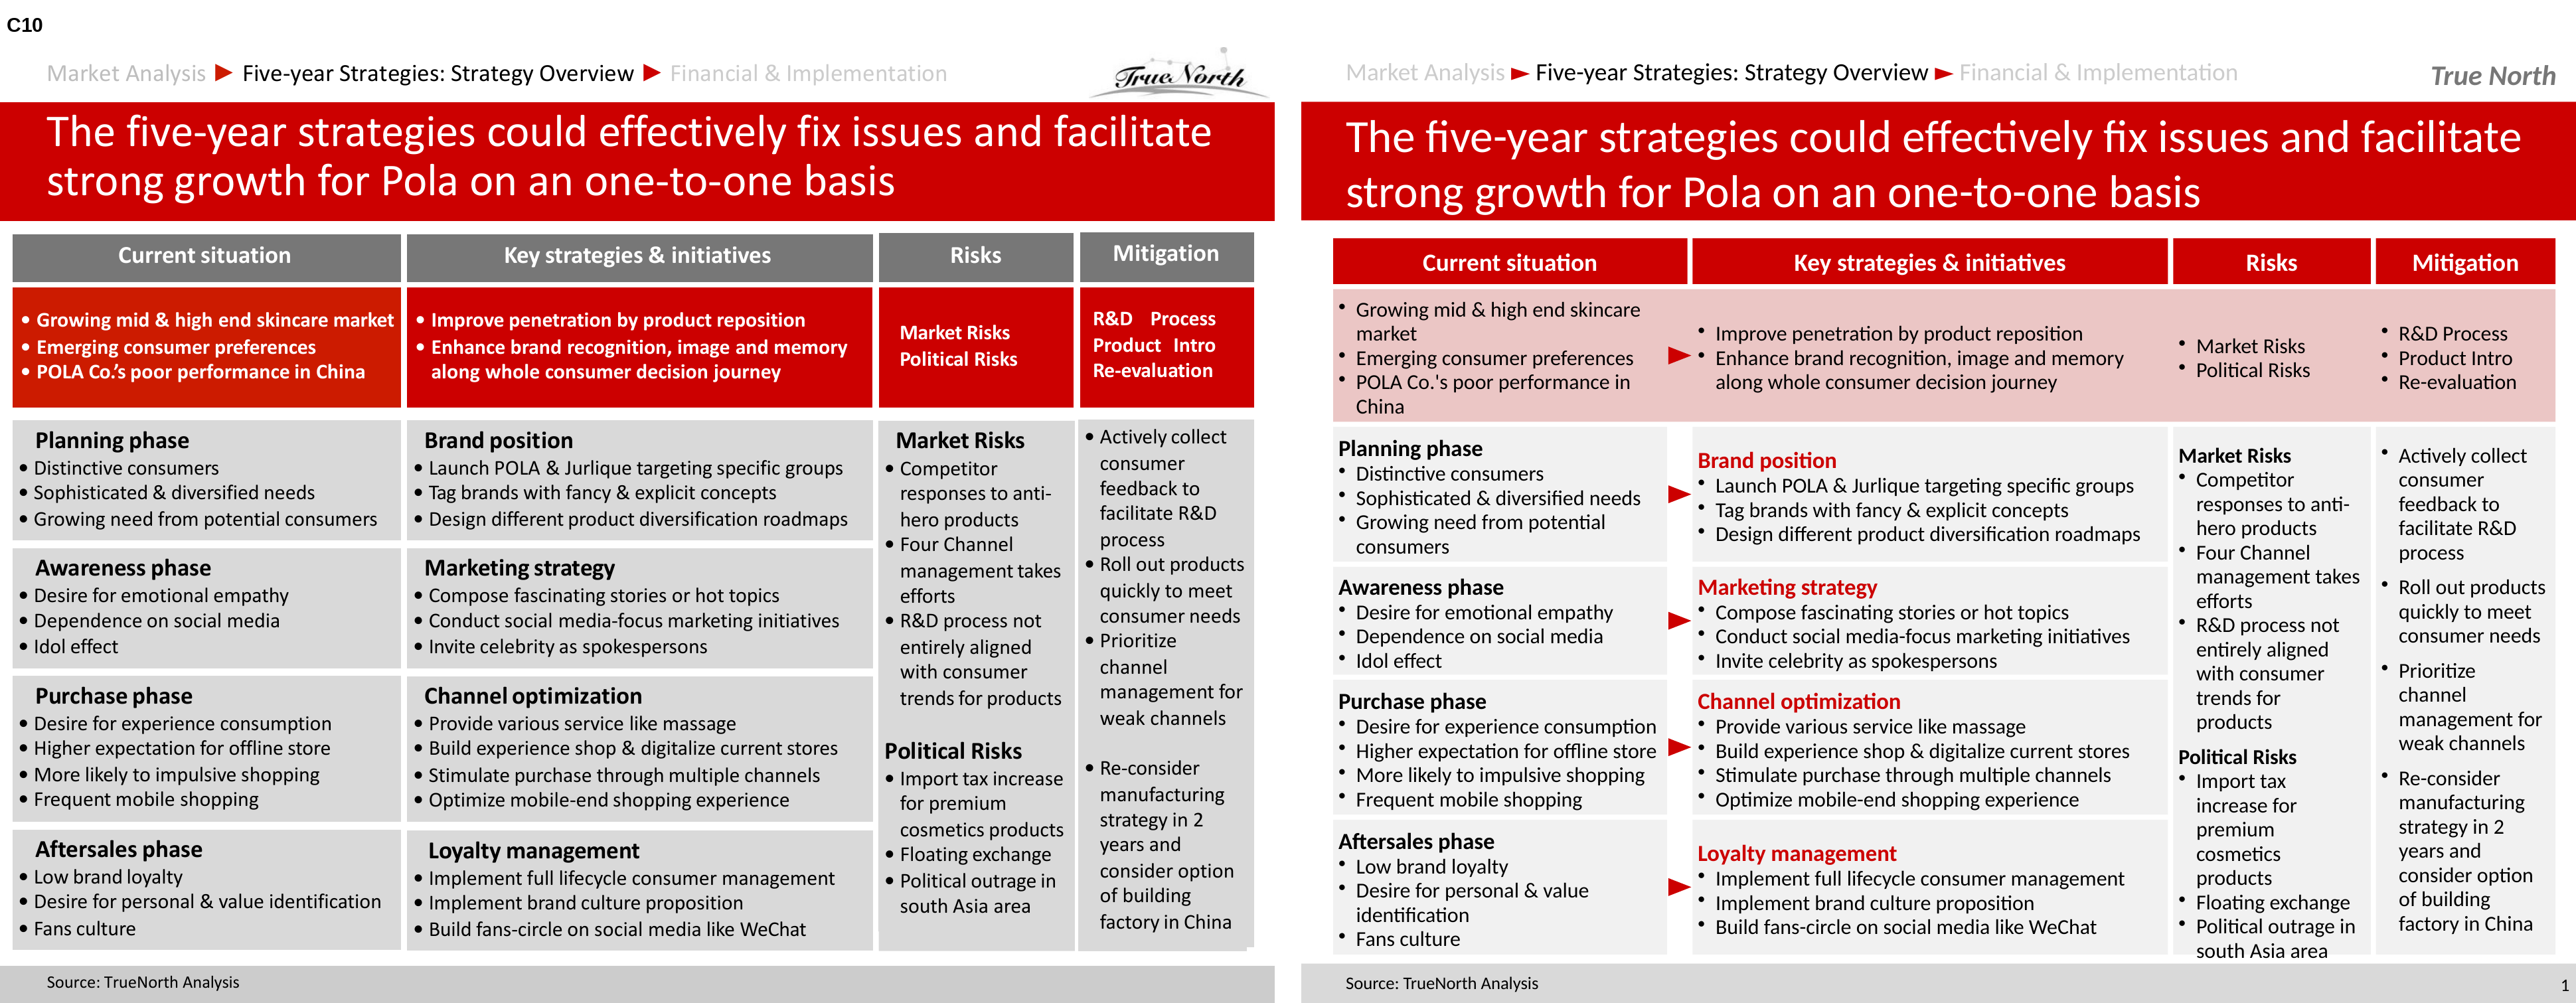 C10
Market Analysis Five-year Strategies: Strategy Overview Financial & Implementation
TrueNorth
The five-year strategies could effectively fix issues and facilitate
strong growth for Pola on an one-to-one basis
Current situation
Key strategies & initiatives
Risks
Mitigation
• Growing mid & high end skincare market
• Emerging consumer preferences
• POLA Co.'s poor performance in China
• Improve penetration by product reposition
• Enhance brand recognition, image and memory
along whole consumer decision journey
Market Risks
Political Risks
R&D Process
Product Intro
Re-evaluation
Planning phase
• Distinctive consumers
• Sophisticated & diversified needs
• Growing need from potential consumers
Brand position
• Launch POLA & Jurlique targeting specific groups
• Tag brands with fancy & explicit concepts
• Design different product diversification roadmaps
Awareness phase
• Desire for emotional empathy
• Dependence on social media
• Idol effect
Marketing strategy
• Compose fascinating stories or hot topics
• Conduct social media-focus marketing initiatives
• Invite celebrity as spokespersons
Purchase phase
• Desire for experience consumption
• Higher expectation for offline store
• More likely to impulsive shopping
• Frequent mobile shopping
Channel optimization
• Provide various service like massage
• Build experience shop & digitalize current stores
• Stimulate purchase through multiple channels
• Optimize mobile-end shopping experience
Aftersales phase
• Low brand loyalty
• Desire for personal & value identification
• Fans culture
Loyalty management
• Implement full lifecycle consumer management
• Implement brand culture proposition
• Build fans-circle on social media like WeChat
Market Risks
• Competitor
responses to anti-
hero products
• Four Channel
management takes
efforts
• R&D process not
entirely aligned
with consumer
trends for products
Political Risks
• Import tax increase
for premium
cosmetics products
• Floating exchange
• Political outrage in
south Asia area
• Actively collect
consumer
feedback to
facilitate R&D
process
• Roll out products
quickly to meet
consumer needs
• Prioritize
channel
management for
weak channels
• Re-consider
manufacturing
strategy in 2
years and
consider option
of building
factory in China
Source: TrueNorth Analysis
Market Analysis Five-year Strategies: Strategy Overview Financial & Implementation
True North
The five-year strategies could effectively fix issues and facilitate
strong growth for Pola on an one-to-one basis
Current situation
Key strategies & initiatives
Risks
Mitigation
• Growing mid & high end skincare
market
• Emerging consumer preferences
• POLA Co.'s poor performance in
China
• Improve penetration by product reposition
• Enhance brand recognition, image and memory
along whole consumer decision journey
• Market Risks
• Political Risks
• R&D Process
• Product Intro
• Re-evaluation
Planning phase
• Distinctive consumers
• Sophisticated & diversified needs
• Growing need from potential
consumers
Brand position
• Launch POLA & Jurlique targeting specific groups
• Tag brands with fancy & explicit concepts
• Design different product diversification roadmaps
Awareness phase
• Desire for emotional empathy
• Dependence on social media
• Idol effect
Marketing strategy
• Compose fascinating stories or hot topics
• Conduct social media-focus marketing initiatives
• Invite celebrity as spokespersons
Purchase phase
• Desire for experience consumption
• Higher expectation for offline store
• More likely to impulsive shopping
• Frequent mobile shopping
Channel optimization
• Provide various service like massage
• Build experience shop & digitalize current stores
• Stimulate purchase through multiple channels
• Optimize mobile-end shopping experience
Aftersales phase
• Low brand loyalty
• Desire for personal & value
identification
• Fans culture
Loyalty management
• Implement full lifecycle consumer management
• Implement brand culture proposition
• Build fans-circle on social media like WeChat
Market Risks
• Competitor
responses to anti-
hero products
• Four Channel
management takes
efforts
• R&D process not
entirely aligned
with consumer
trends for
products
Political Risks
• Import tax
increase for
premium
cosmetics
products
• Floating exchange
• Political outrage in
south Asia area
• Actively collect
consumer
feedback to
facilitate R&D
process
• Roll out products
quickly to meet
consumer needs
• Prioritize
channel
management for
weak channels
• Re-consider
manufacturing
strategy in 2
years and
consider option
of building
factory in China
Source: TrueNorth Analysis
1